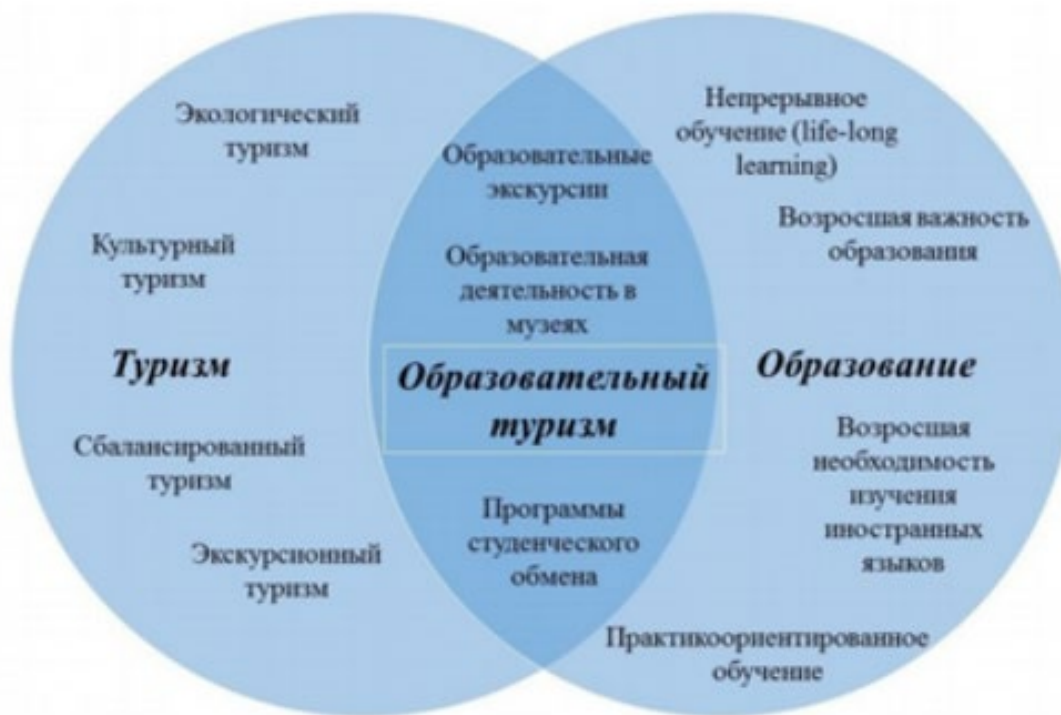 Экологический
туризм
Культурный
туризм
Туризм
Сбалансированный
туризм
Экскурсионный
туризм
Образовательные
экскурсии
Образовательная
деятельность в
музеях
Образовательный
туризм
Программы
студенческого
обмена
Непрерывное
обучение (life-long
learning)
Возросшая важность
образования
Образование
Возросшая
необходимость
изучения
иностранных
языков
Практикоориентированное
обучение